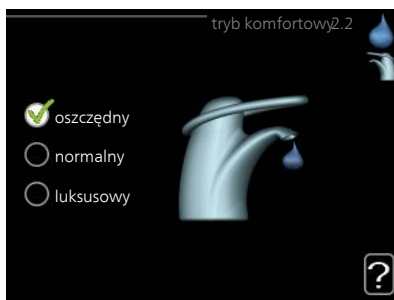 tryb komfortowy2.2
oszczędny
normalny
luksusowy
?